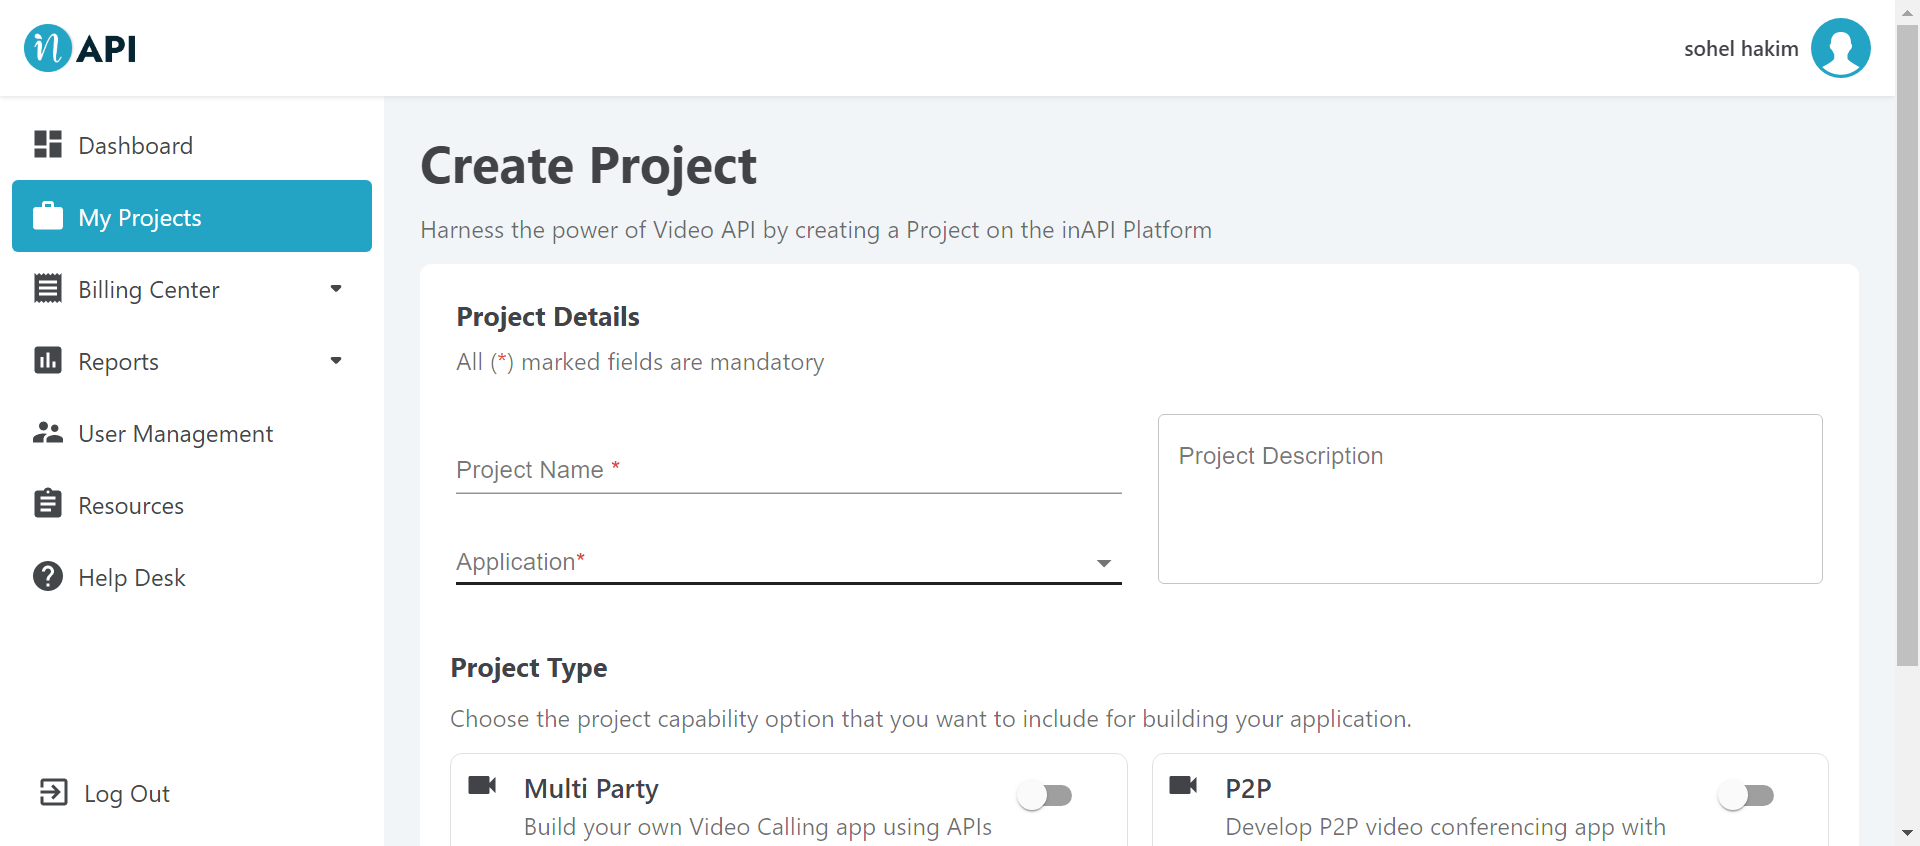 in API
sohel hakim
Dashboard
My Projects
Billing Center
Reports
User Management
Resources
Help Desk
Log Out
Create Project
Harness the power of Video API by creating a Project on the inAPI Platform
Project Details
All (*) marked fields are mandatory
Project Name *
Project Description
Application*
Project Type
Choose the project capability option that you want to include for building your application.
Multi Party
Build your own Video Calling app using APIs
P2P
Develop P2P video conferencing app with